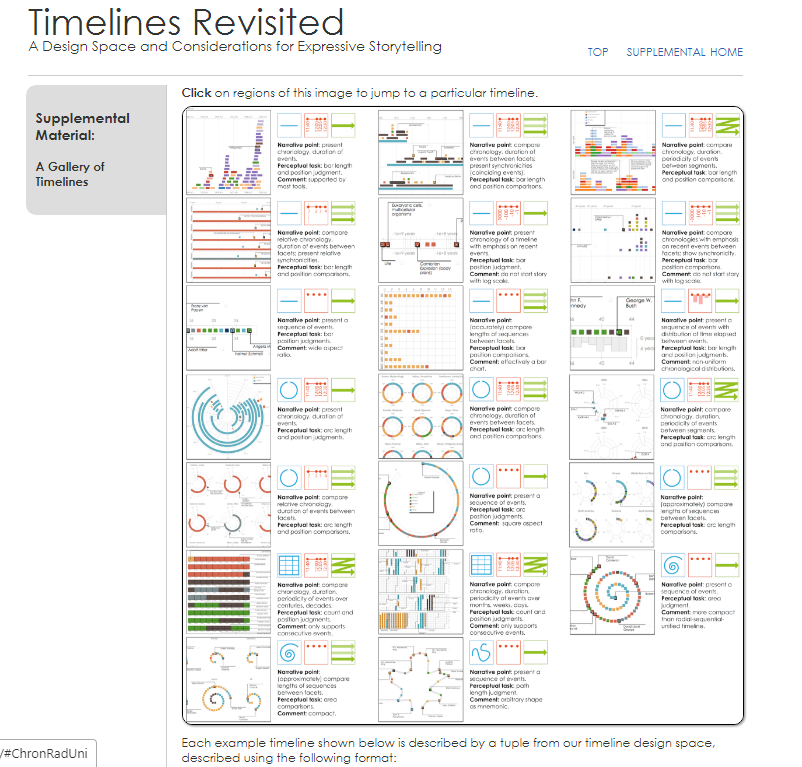 Timelines Revisited
A Design Space and Considerations for Expressive Storytelling
TOP SUPPLEMENTAL HOME
Supplemental
Material:
A Gallery of
Timelines
Click on regions of this image to jump to a particular timeline.
Narrative point: present
chronology, duration of
events.
Perceptual task: bar length
and position judgment.
Comment: supported by
most tools.
Narrative point: compare
chronology, duration of
events between facets;
present synchronicities
(coinciding events).
Perceptual task: bar length
and position comparisons.
Narrative point: compare
chronology, duration,
periodicity of events
between segments.
Perceptual task: bar length
and position comparisons.
Narrative point: compare
relative chronology,
duration of events between
facets; present relative
synchronicities.
Perceptual task: bar length
and position comparisons.
Eukaryotic cells,
multicellular
organisms
Life
Cambrian
Explosion (body
plans)
Narrative point: present
chronology of a timeline
with emphasis on recent
events.
Perceptual task: bar
position judgment.
Comment: do not start story
with log scale.
Narrative point: compare
chronologies with emphasis
on recent events between
facets; show synchronicity.
Perceptual task: bar
position comparisons.
Comment: do not start story
with log scale.
Franz von
Papen
Adolf Hitler
Helmut Schmidt
Narrative point: present a
sequence of events.
Perceptual task: bar
position judgments.
Comment: wide aspect
ratio.
Narrative point:
(accurately) compare
lengths of sequences
between facets.
Perceptual task: bar
position comparisons.
Comment: effectively a bar
chart.
George W.
Bush
Narrative point: present a
sequence of events with
distribution of time elapsed
between events.
Perceptual task: bar length
and position judgments.
Comment: non-uniform
chronological distributions.
Narrative point: present
chronology, duration of
events.
Perceptual task: arc length
and position judgments.
Narrative point: compare
chronology, duration of
events between facets.
Perceptual task: arc length
and position comparisons.
Narrative point: compare
chronology, duration,
periodicity of events
between segments.
Perceptual task: arc length
and position comparisons.
Narrative point: compare
relative chronology,
duration of events between
facets.
Perceptual task: arc length
and position comparisons.
Narrative point: present a
sequence of events.
Perceptual task: arc
position judgments.
Comment: square aspect
ratio.
Narrative point:
(approximately) compare
lengths of sequences
between facets.
Perceptual task: arc length
comparisons.
Narrative point: compare
chronology, duration,
periodicity of events over
centuries, decades.
Perceptual task: count and
position judgments.
Comment: only supports
consecutive events.
Narrative point: compare
chronology, duration,
periodicity of events over
months, weeks, days.
Perceptual task: count and
position judgments.
Comment: only supports
consecutive events.
Narrative point: present a
sequence of events.
Perceptual task: area
judgment.
Comment: more compact
than radial-sequential-
unified timeline.
Narrative point:
(approximately) compare
lengths of sequences
between facets.
Perceptual task: area
comparisons.
Comment: compact.
Narrative point: present a
sequence of events.
Perceptual task: path
length judgment.
Comment: arbitrary shape
as mnemonic.
/#ChronRadUni
Each example timeline shown below is described by a tuple from our timeline design space,
described using the following format: